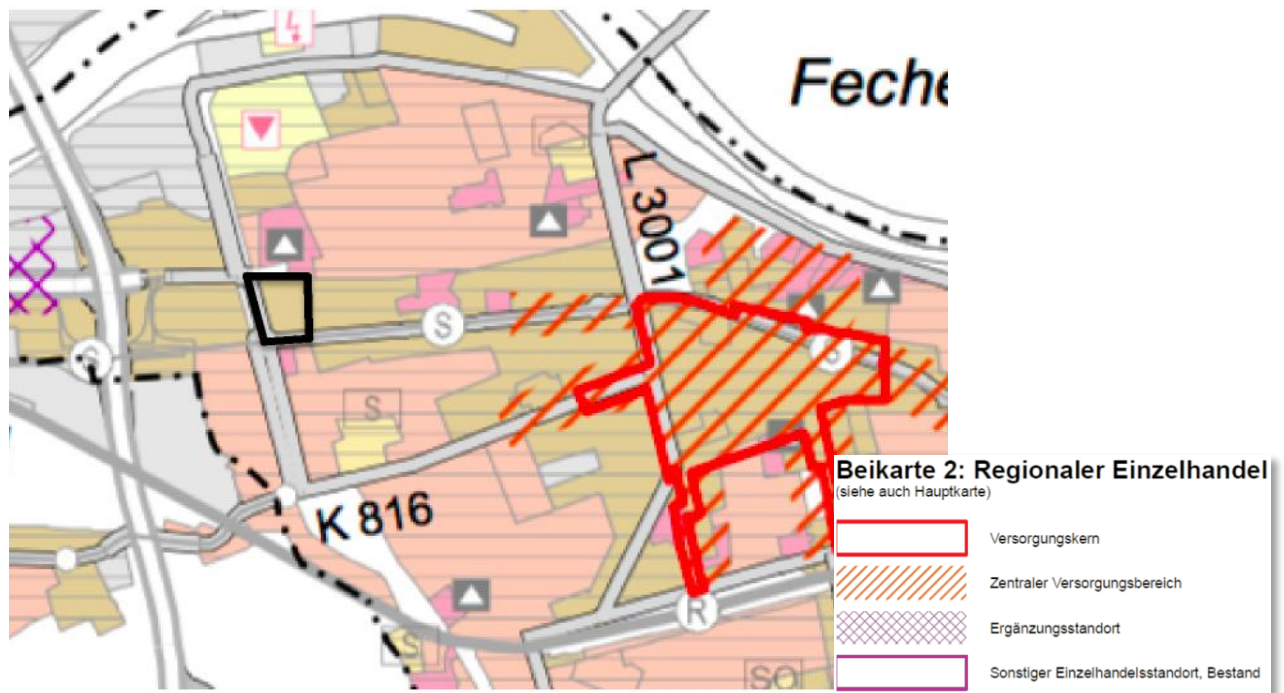 Feche
L 3001
S
S
S
S
K 816
S
R
SO
Beikarte 2: Regionaler Einzelhandel
(siehe auch Hauptkarte)
Versorgungskern
Zentraler Versorgungsbereich
Ergänzungsstandort
Sonstiger Einzelhandelsstandort, Bestand